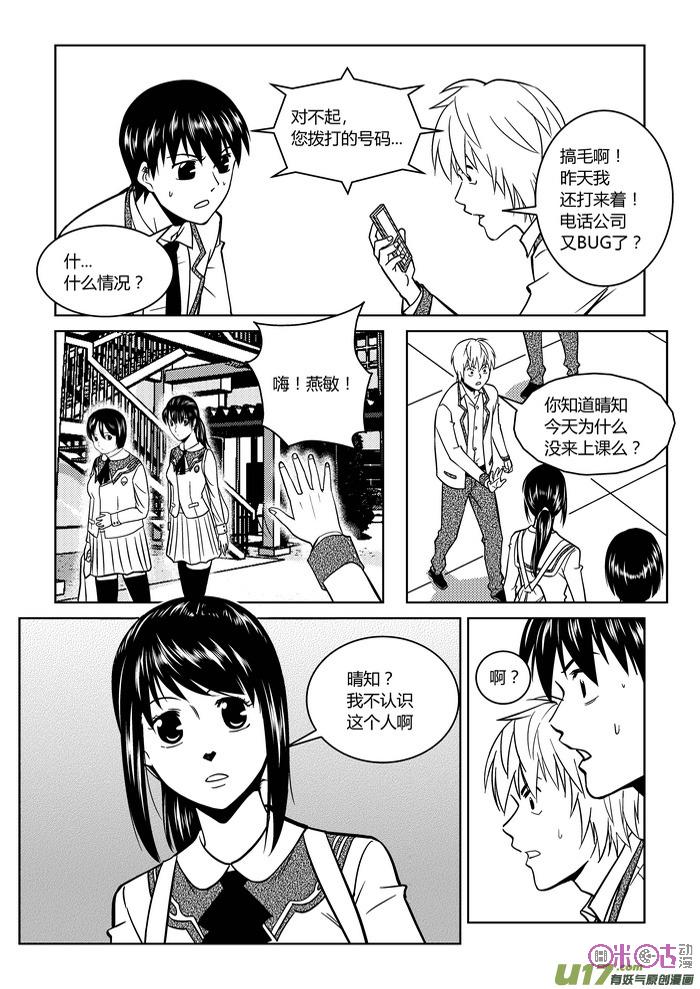 对不起，
您拨打的号码...
搞毛啊！
昨天我
还打来着！
电话公司
又BUG了？
什...
什么情况？
嗨！燕敏！
你知道晴知
今天为什么
没来上课么？
晴知？
我不认识
这个人啊
啊？
咪咕动漫
U17.com
有妖气原创漫画